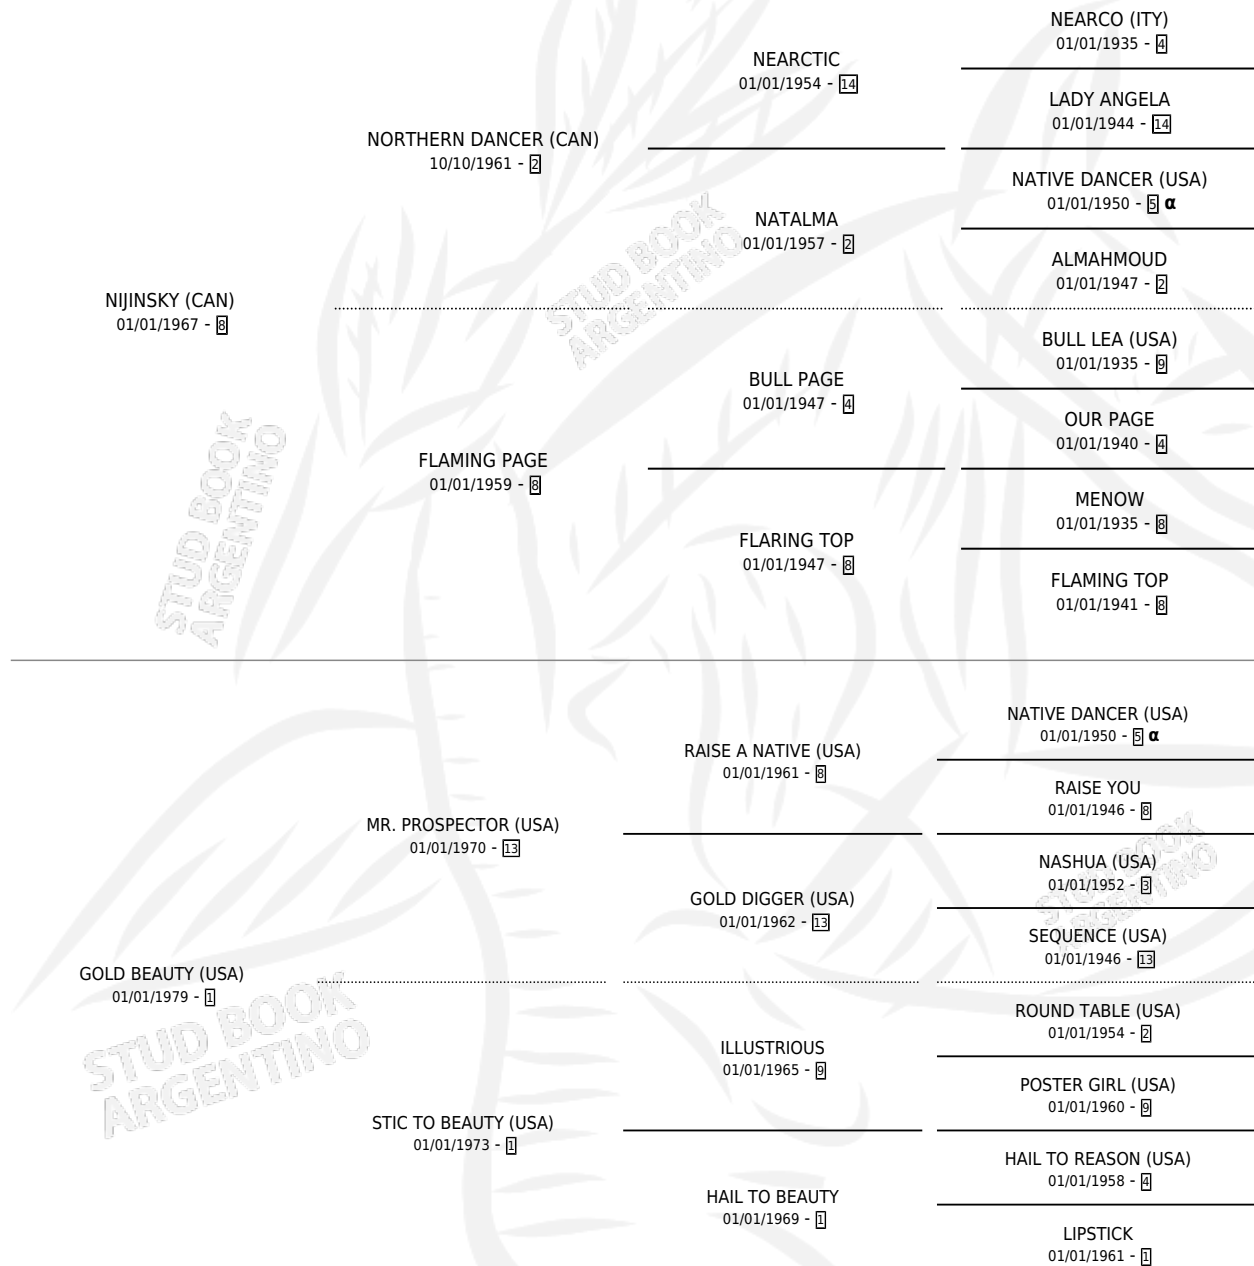 NEARCO (ITY)
01/01/1935 - 4
NEARCTIC
01/01/1954 - 14
LADY ANGELA
01/01/1944 - 14
NORTHERN DANCER (CAN)
10/10/1961 - 2
NATIVE DANCER (USA)
01/01/1950 - 5 α
NATALMA
01/01/1957 - 2
ALMAHMOUD
01/01/1947 - 2
NIJINSKY (CAN)
01/01/1967 - 8
BULL LEA (USA)
01/01/1935 - 9
BULL PAGE
01/01/1947 - 4
OUR PAGE
01/01/1940 - 4
FLAMING PAGE
01/01/1959 - 8
MENOW
01/01/1935 - 8
FLARING TOP
01/01/1947 - 8
FLAMING TOP
01/01/1941 - 8
NATIVE DANCER (USA)
01/01/1950 - 5 α
RAISE A NATIVE (USA)
01/01/1961 - 8
RAISE YOU
01/01/1946 - 8
MR. PROSPECTOR (USA)
01/01/1970 - 13
NASHUA (USA)
01/01/1952 - 3
GOLD DIGGER (USA)
01/01/1962 - 13
SEQUENCE (USA)
01/01/1946 - 13
GOLD BEAUTY (USA)
01/01/1979 - 1
ROUND TABLE (USA)
01/01/1954 - 2
ILLUSTRIOUS
01/01/1965 - 9
POSTER GIRL (USA)
01/01/1960 - 9
STIC TO BEAUTY (USA)
01/01/1973 - 1
HAIL TO REASON (USA)
01/01/1958 - 4
HAIL TO BEAUTY
01/01/1969 - 1
LIPSTICK
01/01/1961 - 1
STUD BOOK
ARGENTINO
STUD BOOK
ARGENTINO
STUD BOOK
ARGENTINO
STUD BOOK
ARGENTINO